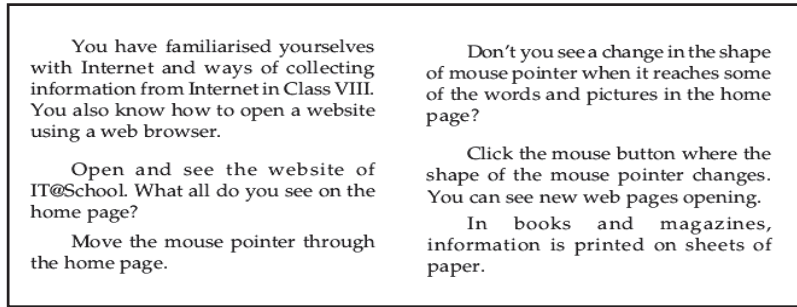 You have familiarised yourselves
with Internet and ways of collecting
information from Internet in Class VIII.
You also know how to open a website
using a web browser.
Open and see the website of
IT@School. What all do you see on the
home page?
Move the mouse pointer through
the home page.
Don't you see a change in the shape
of mouse pointer when it reaches some
of the words and pictures in the home
page?
Click the mouse button where the
shape of the mouse pointer changes.
You can see new web pages opening.
In books and magazines,
information is printed on sheets of
paper.